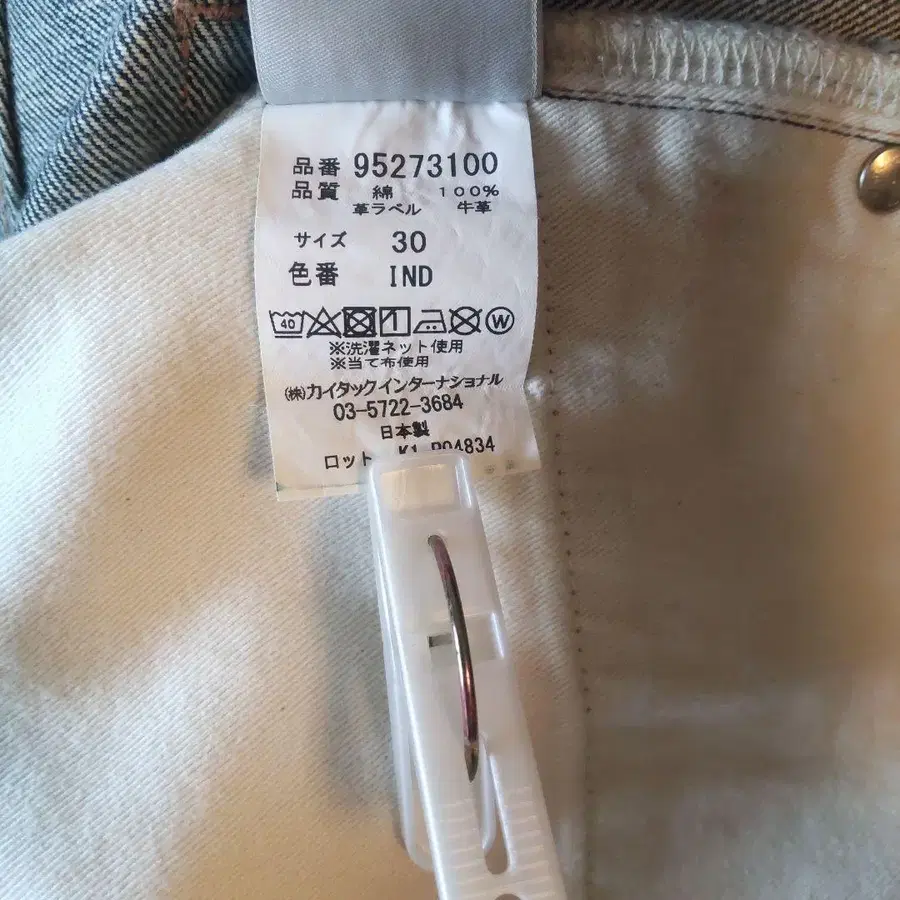 品番 95273100
品質 綿 100%
革ラベル 牛革
サイズ 30
色番 IND
40 W
※洗濯ネット使用
※当て布使用
㈱カイタックインターナショナル
03-5722-3684
日本製
ロット K1 P04834